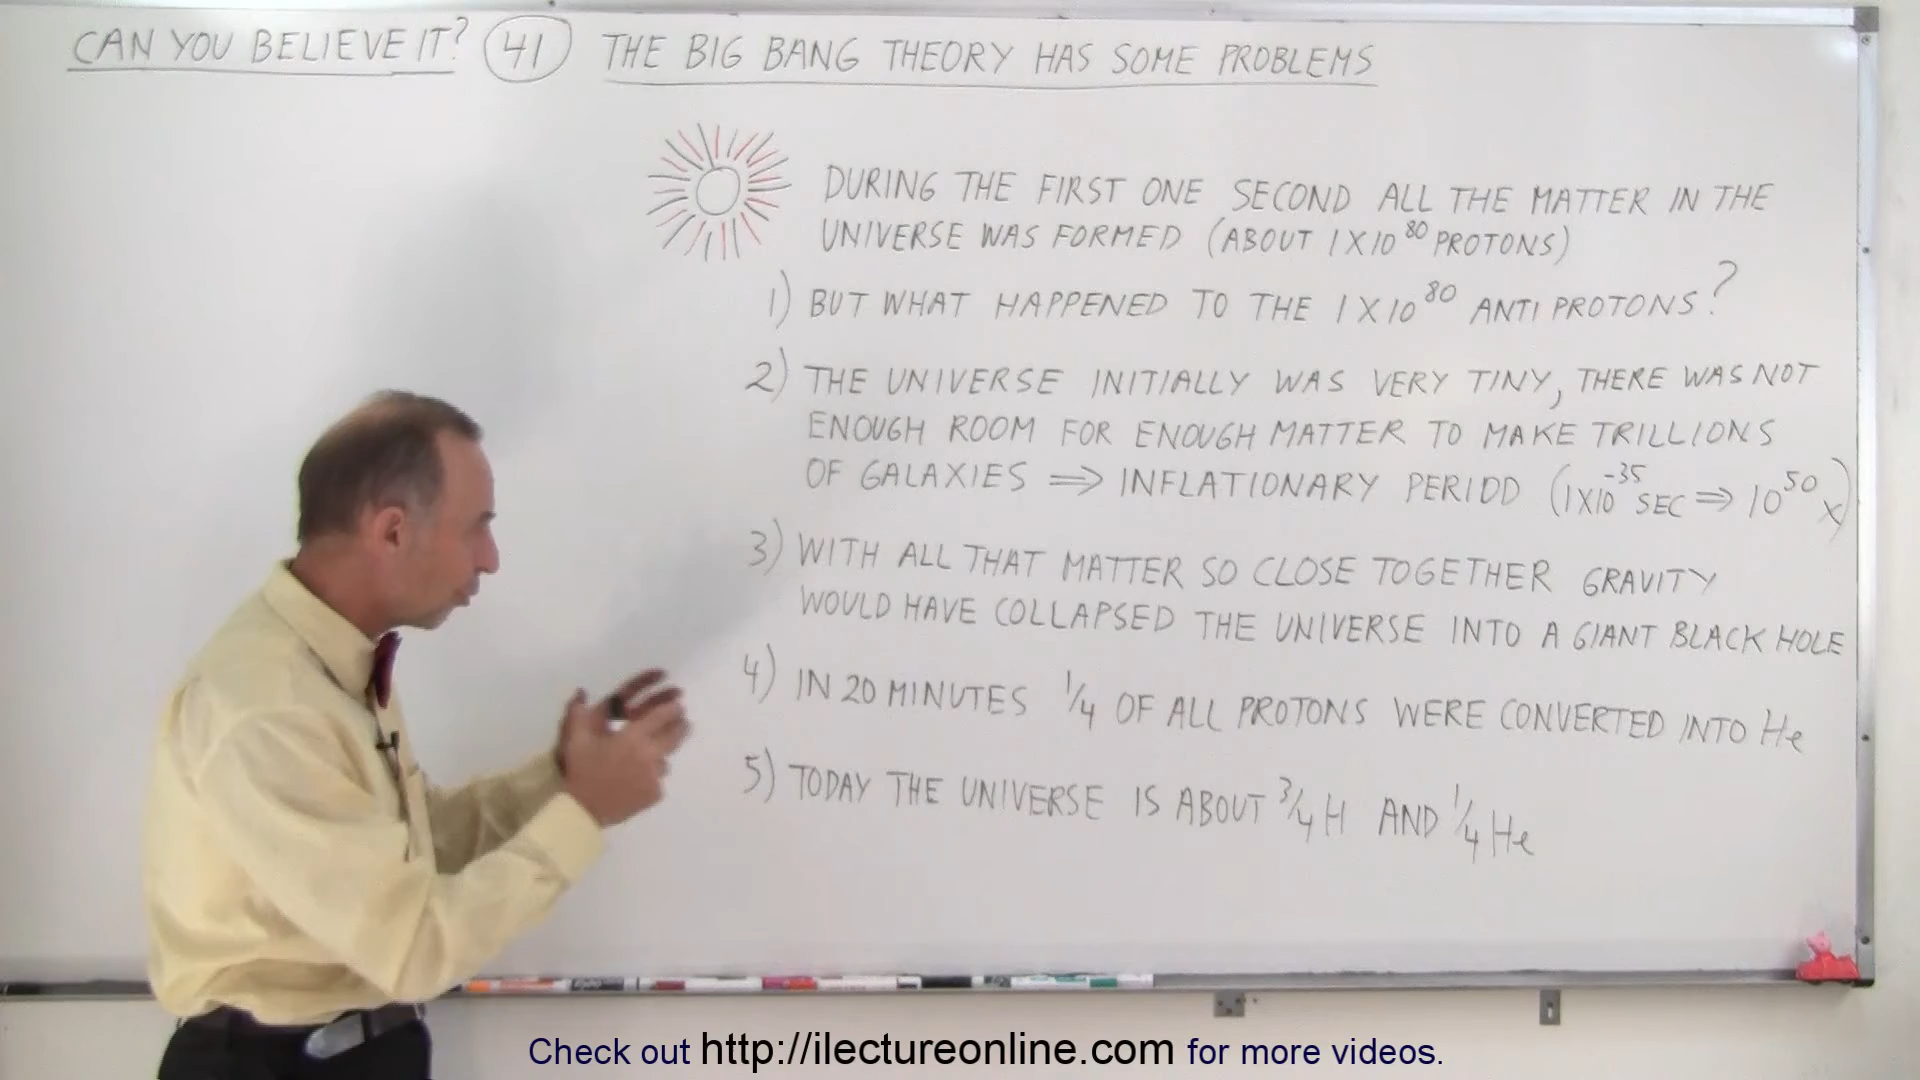 CAN YOU BELIEVE IT? 41 THE BIG BANG THEORY HAS SOME PROBLEMS
DURING THE FIRST ONE SECOND ALL THE MATTER IN THE
UNIVERSE WAS FORMED (ABOUT 1X10^80 PROTONS)
1) BUT WHAT HAPPENED TO THE 1X10^80 ANTI PROTONS?
2) THE UNIVERSE INITIALLY WAS VERY TINY, THERE WAS NOT
ENOUGH ROOM FOR ENOUGH MATTER TO MAKE TRILLIONS
OF GALAXIES ⇒ INFLATIONARY PERIOD (1X10^-35 SEC ⇒ 10^50 X)
3) WITH ALL THAT MATTER SO CLOSE TOGETHER GRAVITY
WOULD HAVE COLLAPSED THE UNIVERSE INTO A GIANT BLACK HOLE
4) IN 20 MINUTES 1/4 OF ALL PROTONS WERE CONVERTED INTO He
5) TODAY THE UNIVERSE IS ABOUT 3/4 H AND 1/4 He
Check out http://ilectureonline.com for more videos.